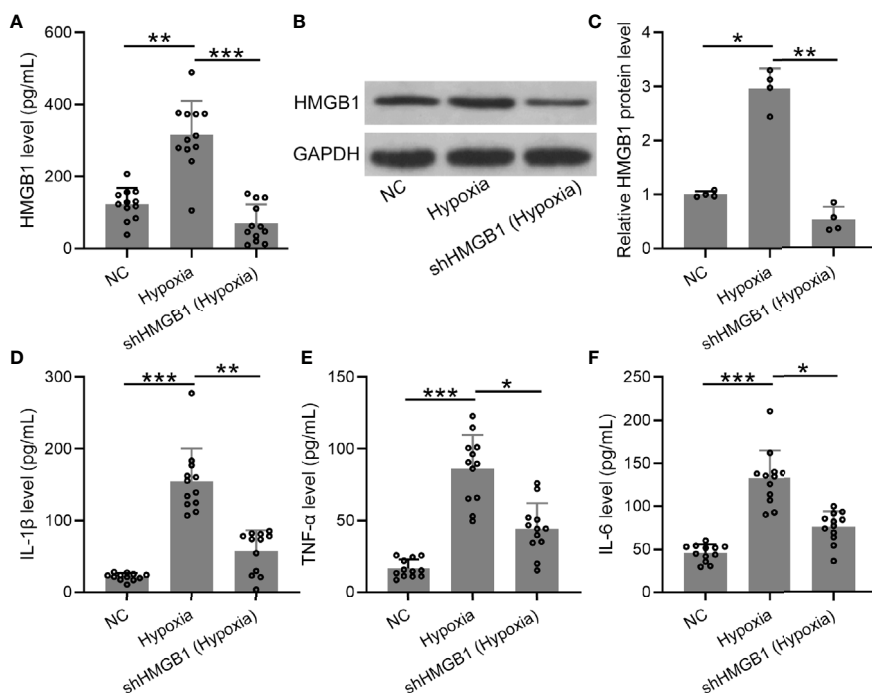 A
HMGB1 level (pg/mL)
600
400
200
0
**
***
NC
Hypoxia
shHMGB1 (Hypoxia)
B
HMGB1
GAPDH
NC
Hypoxia
shHMGB1 (Hypoxia)
C
Relative HMGB1 protein level
4
3
2
1
0
*
**
NC
Hypoxia
shHMGB1 (Hypoxia)
D
IL-1β level (pg/mL)
300
200
100
0
***
**
NC
Hypoxia
shHMGB1 (Hypoxia)
E
TNF-α level (pg/mL)
150
100
50
0
***
*
NC
Hypoxia
shHMGB1 (Hypoxia)
F
IL-6 level (pg/mL)
250
200
150
100
50
0
***
*
NC
Hypoxia
shHMGB1 (Hypoxia)